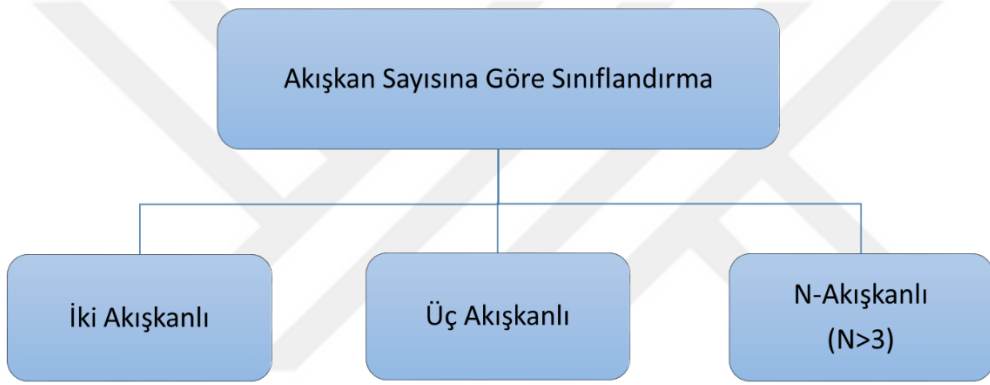 Akışkan Sayısına Göre Sınıflandırma
İki Akışkanlı
Üç Akışkanlı
N-Akışkanlı
(N>3)